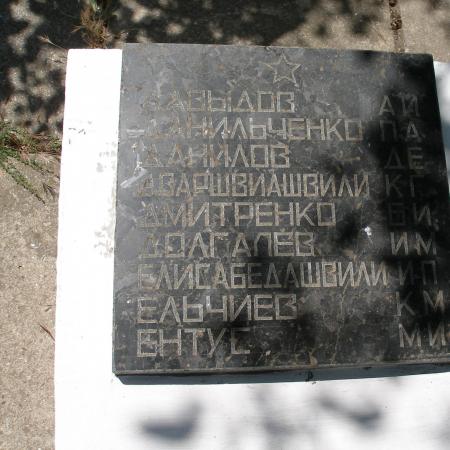 ДАВЫДОВ А И
ДАНИЛЬЧЕНКО П А
ДАНИЛОВ Д Е
ДВАРШВИАШВИЛИ К Г
ДМИТРЕНКО Б И
ДОЛГАЛЕВ И М
ЕЛИСАБЕДАШВИЛИ И П
ЕЛЬЧИЕВ К М
ЕНТУС М И